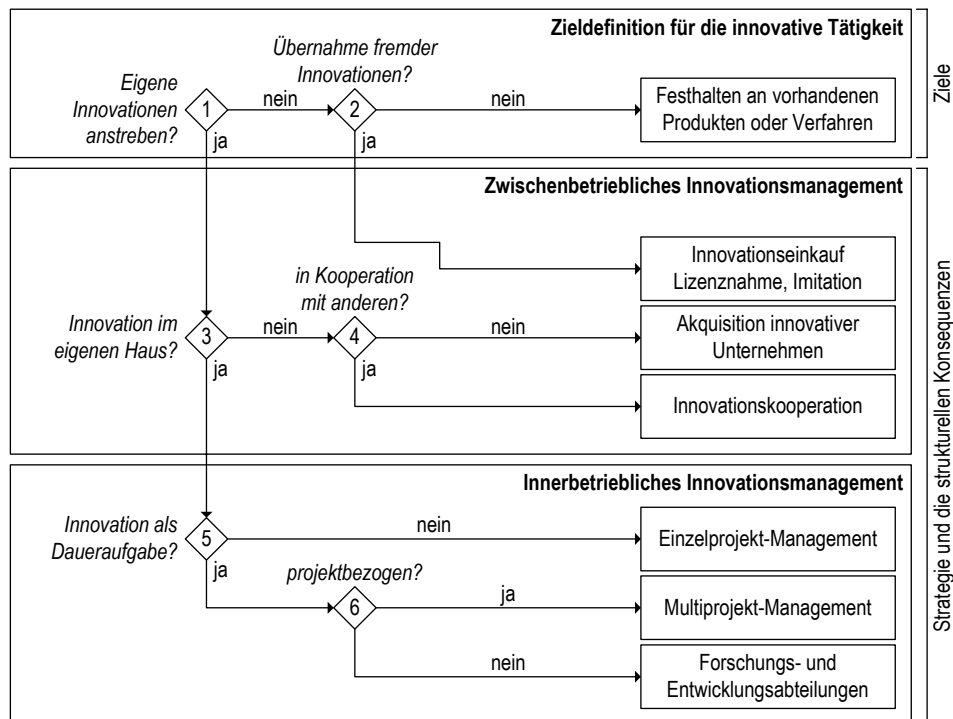 Zieldefinition für die innovative Tätigkeit
Übernahme fremder
Innovationen?
Eigene
Innovationen
anstreben?
1
nein
2
nein
Festhalten an vorhandenen
Produkten oder Verfahren
ja
ja
Ziele
Zwischenbetriebliches Innovationsmanagement
Innovationseinkauf
Lizenznahme, Imitation
in Kooperation
mit anderen?
Innovation im
eigenen Haus?
3
nein
4
nein
Akquisition innovativer
Unternehmen
ja
ja
Innovationskooperation
Innerbetriebliches Innovationsmanagement
Innovation als
Daueraufgabe?
5
nein
Einzelprojekt-Management
ja
projektbezogen?
6
ja
Multiprojekt-Management
nein
Forschungs- und
Entwicklungsabteilungen
Strategie und die strukturellen Konsequenzen